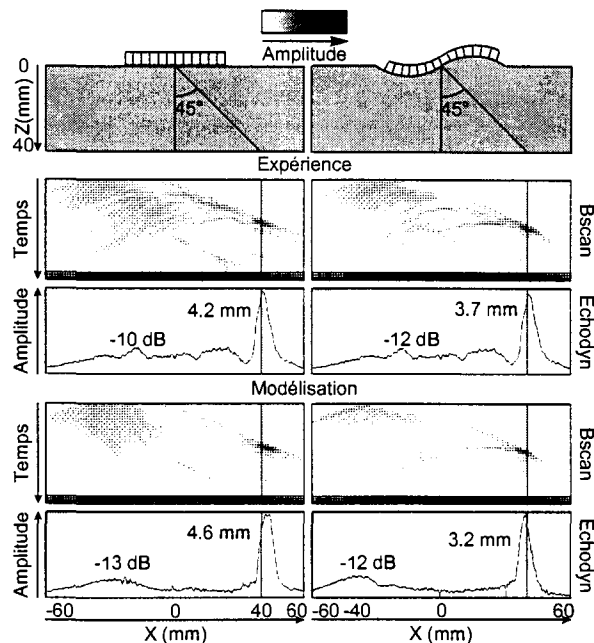 Amplitude
0
Z(mm)
40
45°
45°
Expérience
Temps
Bscan
Amplitude
-10 dB
4.2 mm
-12 dB
3.7 mm
Echodyn
Modélisation
Temps
Bscan
Amplitude
-13 dB
4.6 mm
-12 dB
3.2 mm
Echodyn
-60 0 40 60 -60 -40 0 40 60
X (mm) X (mm)